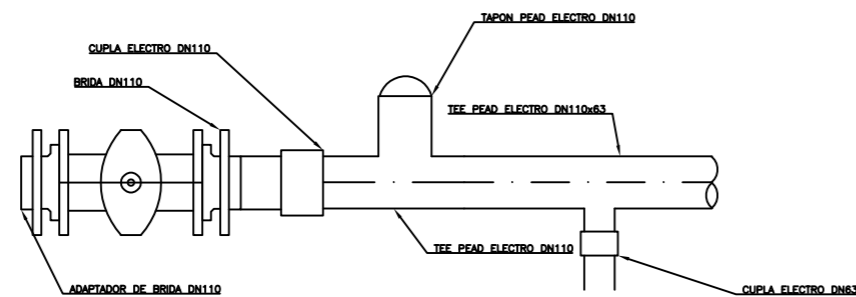 TAPON PEAD ELECTRO DN110
CUPLA ELECTRO DN110
BRIDA DN110
TEE PEAD ELECTRO DN110x63
TEE PEAD ELECTRO DN110
ADAPTADOR DE BRIDA DN110
CUPLA ELECTRO DN63